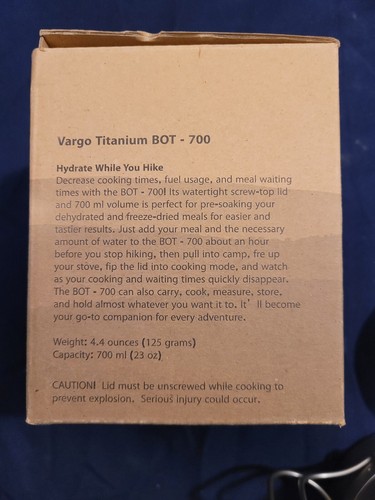 Vargo Titanium BOT - 700
Hydrate While You Hike
Decrease cooking times, fuel usage, and meal waiting
times with the BOT - 700! Its watertight screw-top lid
and 700 ml volume is perfect for pre-soaking your
dehydrated and freeze-dried meals for easier and
tastier results. Just add your meal and the necessary
amount of water to the BOT - 700 about an hour
before you stop hiking, then pull into camp, fre up
your stove, fip the lid into cooking mode, and watch
as your cooking and waiting times quickly disappear.
The BOT - 700 can also carry, cook, measure, store,
and hold almost whatever you want it to. It' ll become
your go-to companion for every adventure.
Weight: 4.4 ounces (125 grams)
Capacity: 700 ml (23 oz)
CAUTION! Lid must be unscrewed while cooking to
prevent explosion. Serious injury could occur.